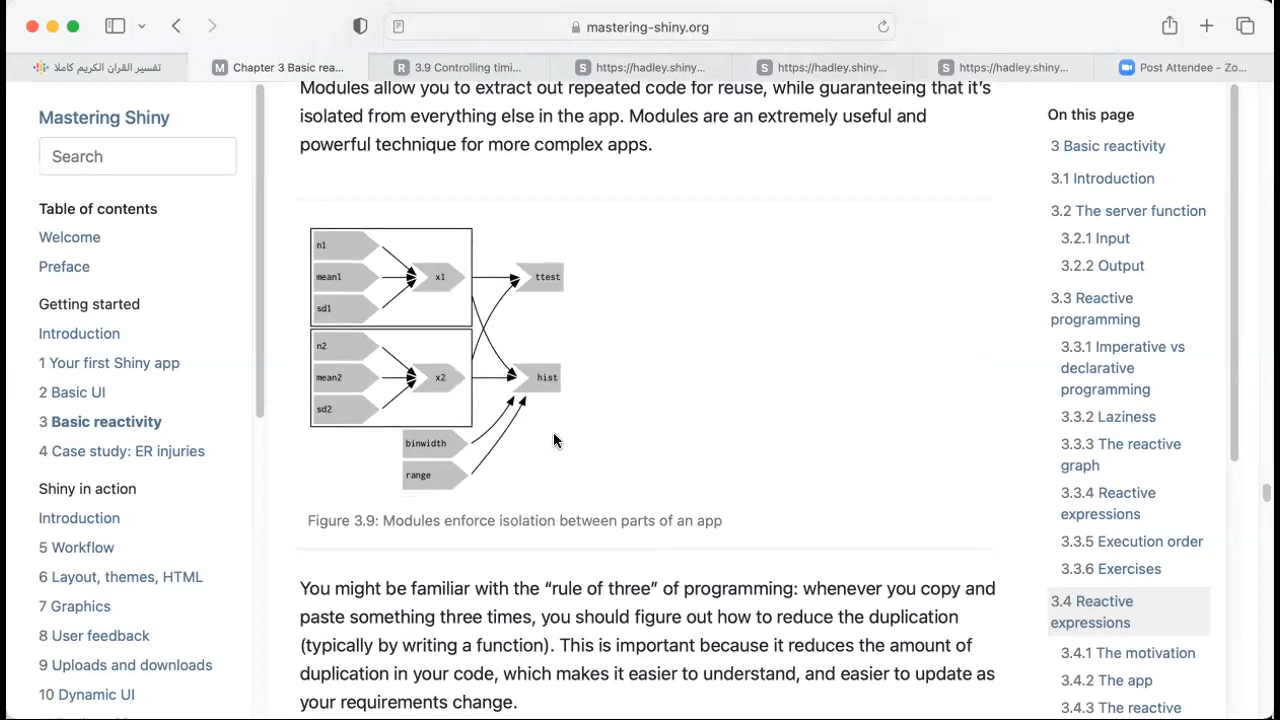 mastering-shiny.org
تفسير القران الكريم كاملا
Chapter 3 Basic rea...
3.9 Controlling timi...
https://hadley.shiny...
https://hadley.shiny...
https://hadley.shiny...
Post Attendee - Zo...
Mastering Shiny
Search
Table of contents
Welcome
Preface
Getting started
Introduction
1 Your first Shiny app
2 Basic UI
3 Basic reactivity
4 Case study: ER injuries
Shiny in action
Introduction
5 Workflow
6 Layout, themes, HTML
7 Graphics
8 User feedback
9 Uploads and downloads
10 Dynamic UI
Modules allow you to extract out repeated code for reuse, while guaranteeing that it's
isolated from everything else in the app. Modules are an extremely useful and
powerful technique for more complex apps.
n1
mean1
sd1
x1
ttest
n2
mean2
sd2
x2
hist
binwidth
range
Figure 3.9: Modules enforce isolation between parts of an app
You might be familiar with the “rule of three” of programming: whenever you copy and
paste something three times, you should figure out how to reduce the duplication
(typically by writing a function). This is important because it reduces the amount of
duplication in your code, which makes it easier to understand, and easier to update as
your requirements change.
On this page
3 Basic reactivity
3.1 Introduction
3.2 The server function
3.2.1 Input
3.2.2 Output
3.3 Reactive
programming
3.3.1 Imperative vs
declarative
programming
3.3.2 Laziness
3.3.3 The reactive
graph
3.3.4 Reactive
expressions
3.3.5 Execution order
3.3.6 Exercises
3.4 Reactive
expressions
3.4.1 The motivation
3.4.2 The app
3.4.3 The reactive